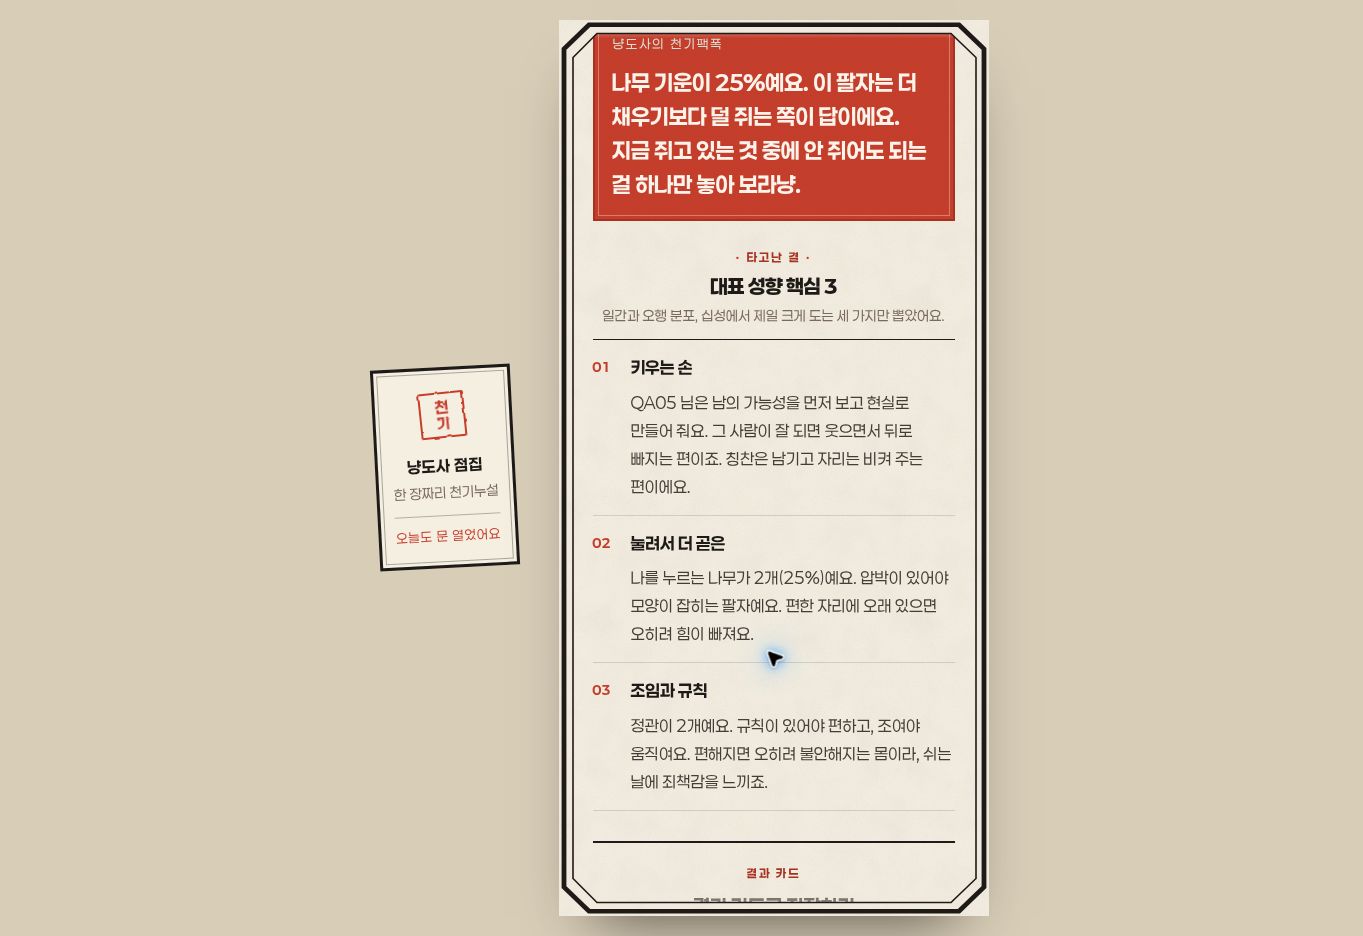 냥도사의 천기팩폭
나무 기운이 25%예요. 이 팔자는 더
채우기보다 덜 쥐는 쪽이 답이에요.
지금 쥐고 있는 것 중에 안 쥐어도 되는
걸 하나만 놓아 보라냥.
· 타고난 결 ·
대표 성향 핵심 3
일간과 오행 분포, 십성에서 제일 크게 도는 세 가지만 뽑았어요.
01 키우는 손
QA05 님은 남의 가능성을 먼저 보고 현실로
만들어 줘요. 그 사람이 잘 되면 웃으면서 뒤로
빠지는 편이죠. 칭찬은 남기고 자리는 비켜 주는
편이에요.
02 눌려서 더 곧은
나를 누르는 나무가 2개(25%)예요. 압박이 있어야
모양이 잡히는 팔자예요. 편한 자리에 오래 있으면
오히려 힘이 빠져요.
03 조임과 규칙
정관이 2개예요. 규칙이 있어야 편하고, 조여야
움직여요. 편해지면 오히려 불안해지는 몸이라, 쉬는
날에 죄책감을 느끼죠.
결과 카드
천
기
냥도사 점집
한 장짜리 천기누설
오늘도 문 열었어요